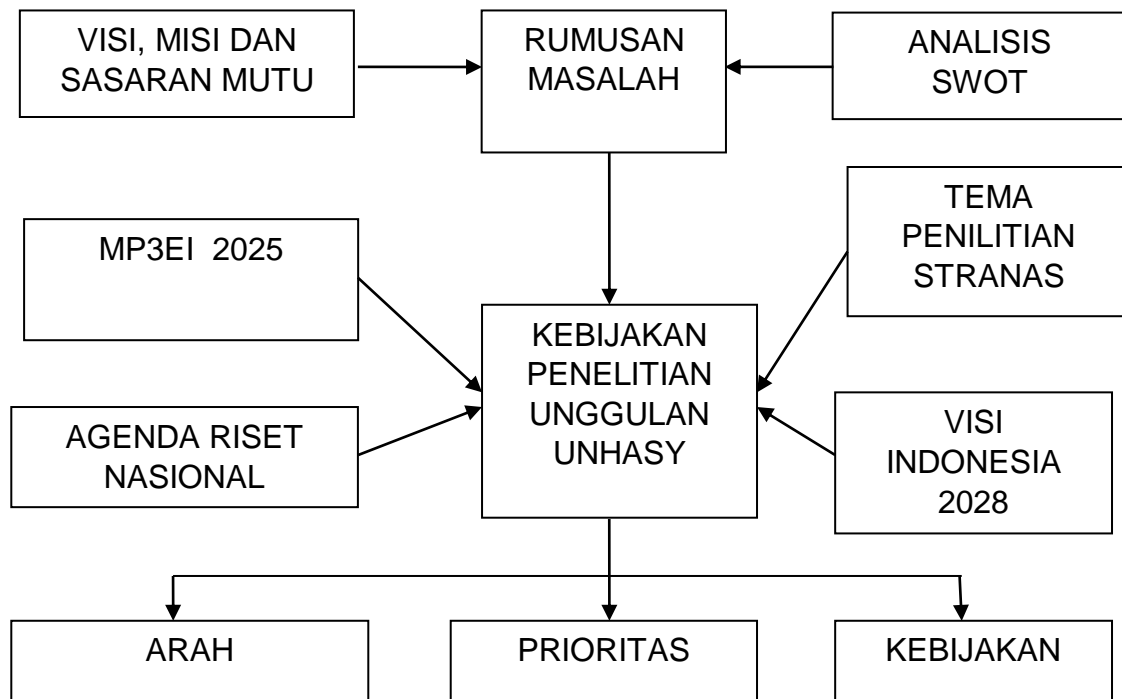 VISI, MISI DAN
SASARAN MUTU
RUMUSAN
MASALAH
ANALISIS
SWOT
MP3EI  2025
TEMA
PENILITIAN
STRANAS
KEBIJAKAN
PENELITIAN
UNGGULAN
UNHASY
AGENDA RISET
NASIONAL
VISI
INDONESIA
2028
ARAH
PRIORITAS
KEBIJAKAN